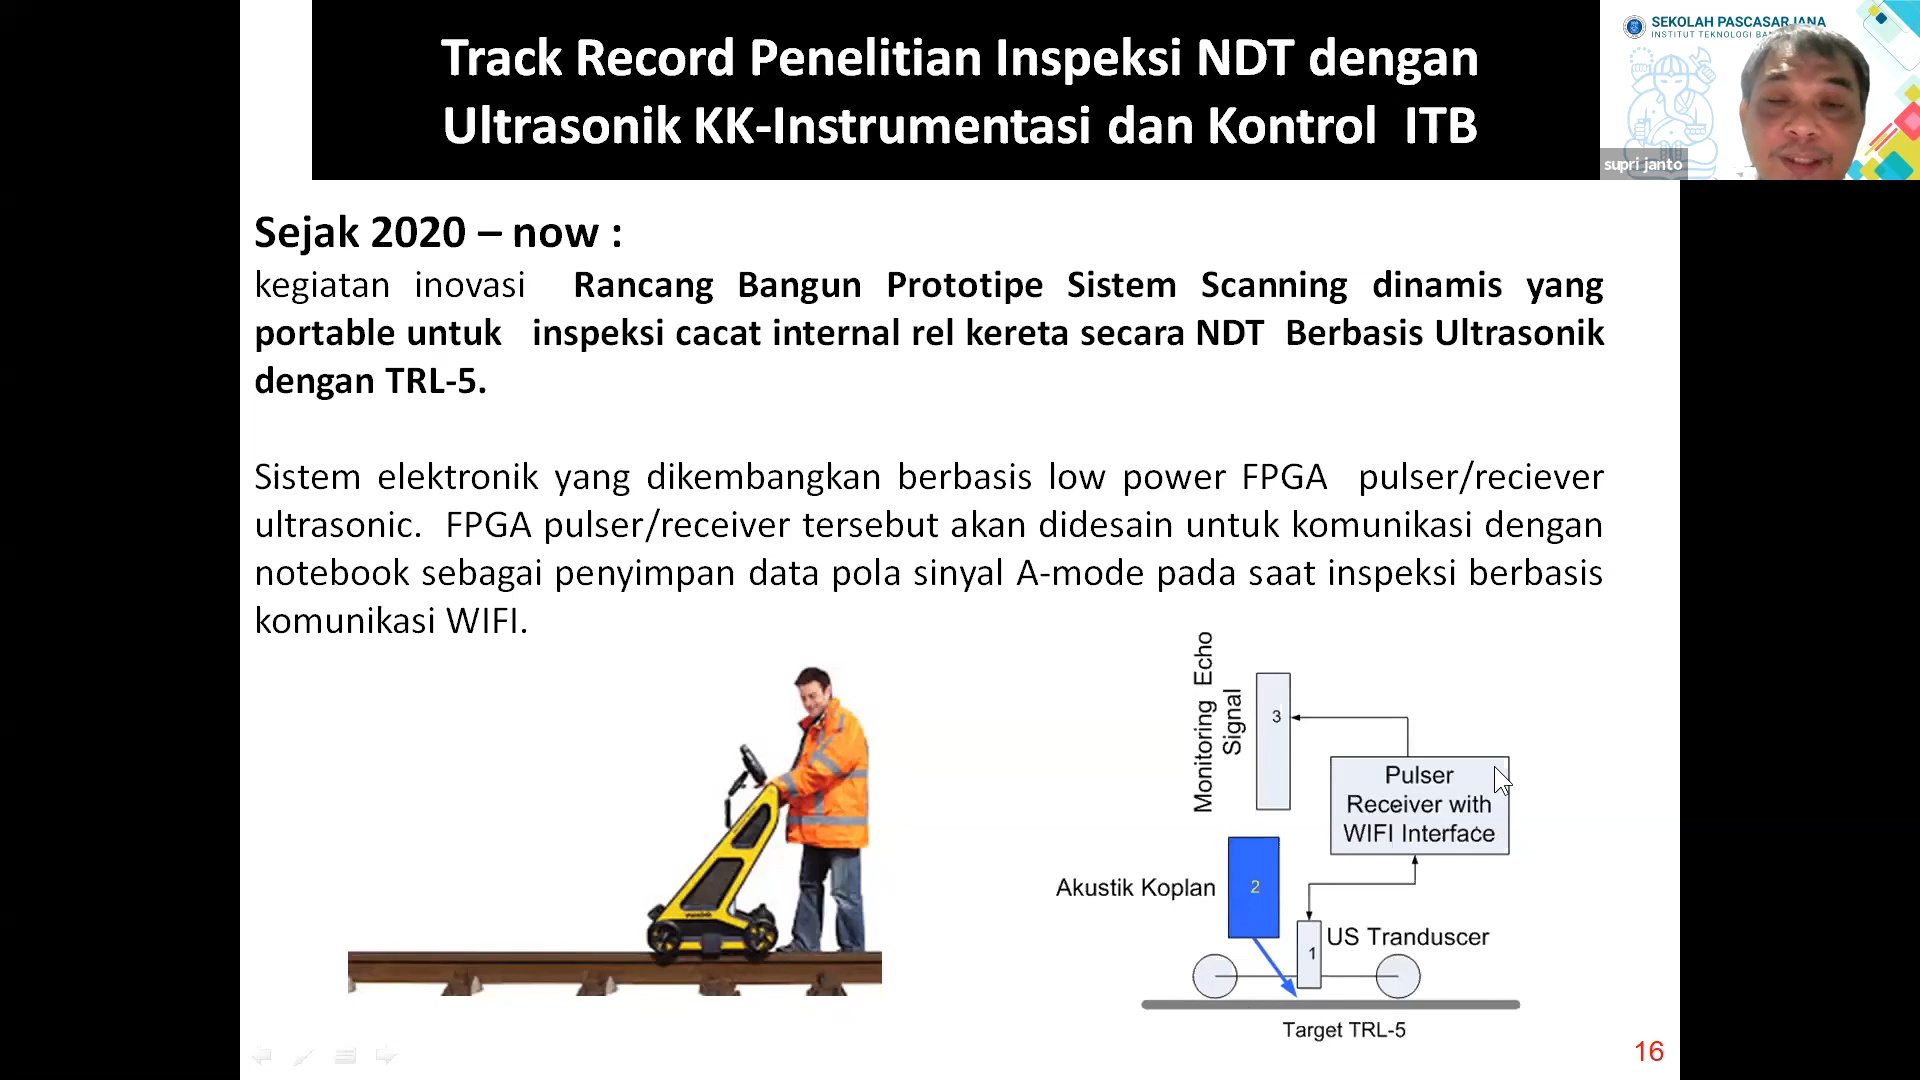 Track Record Penelitian Inspeksi NDT dengan
Ultrasonik KK-Instrumentasi dan Kontrol ITB
SEKOLAH PASCASARJANA
INSTITUT TEKNOLOGI
supri janto
Sejak 2020 – now :
kegiatan inovasi Rancang Bangun Prototipe Sistem Scanning dinamis yang
portable untuk inspeksi cacat internal rel kereta secara NDT Berbasis Ultrasonik
dengan TRL-5.
Sistem elektronik yang dikembangkan berbasis low power FPGA pulser/reciever
ultrasonic. FPGA pulser/receiver tersebut akan didesain untuk komunikasi dengan
notebook sebagai penyimpan data pola sinyal A-mode pada saat inspeksi berbasis
komunikasi WIFI.
Monitoring Echo
Signal
3
Pulser
Receiver with
WIFI Interface
Akustik Koplan
2
1
US Tranduscer
Target TRL-5
16